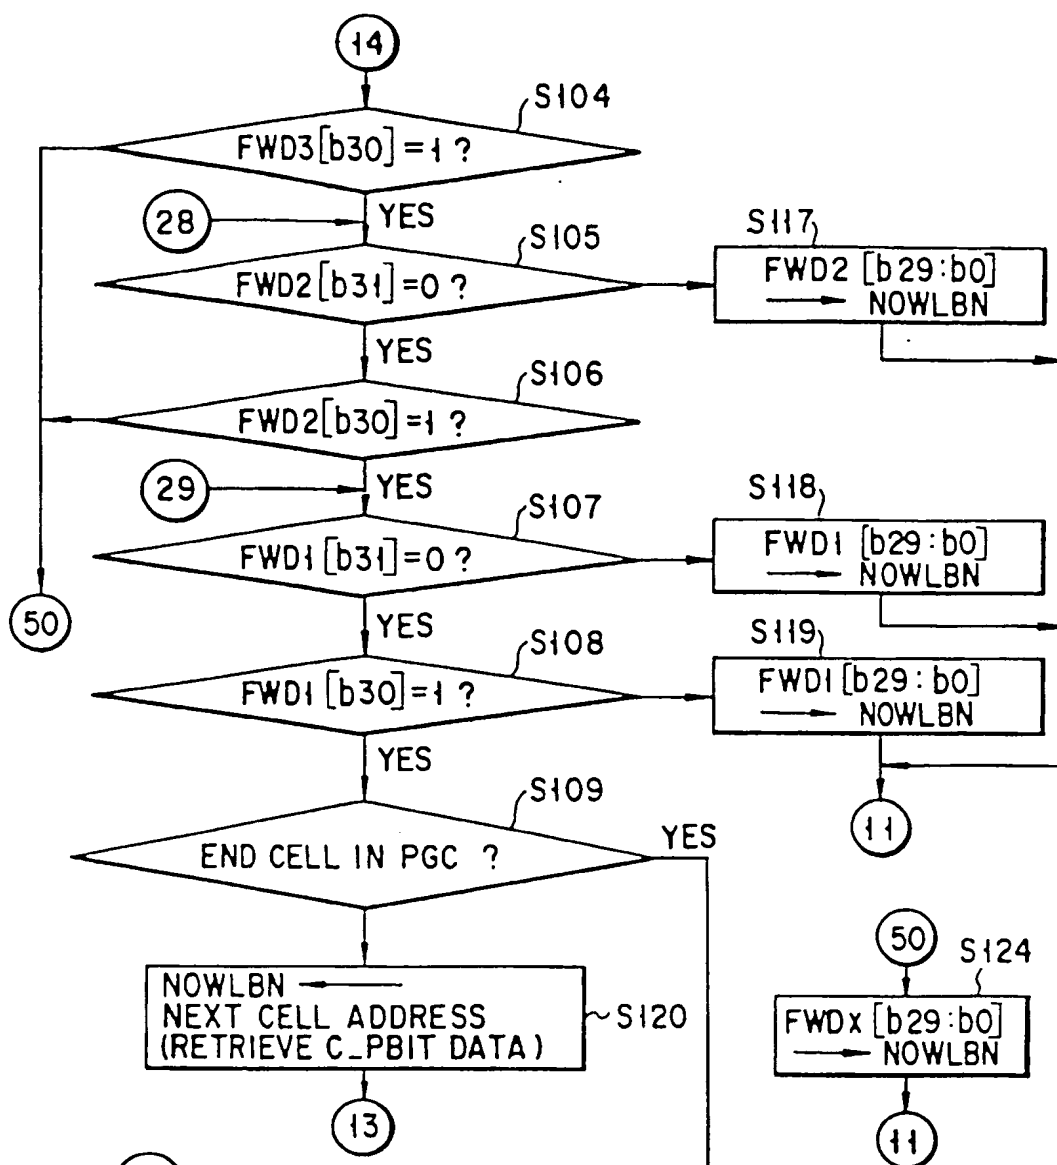 14
S104
FWD3[b30]=1 ?
28
YES
S105
FWD2[b31]=0 ?
S117
FWD2 [b29:b0]
→ NOWLBN
YES
S106
FWD2[b30]=1 ?
29
YES
S107
FWD1[b31]=0 ?
S118
FWD1 [b29:b0]
→ NOWLBN
50
YES
S108
FWD1[b30]=1 ?
S119
FWD1[b29:b0]
→ NOWLBN
YES
S109
END CELL IN PGC ?
YES
11
NOWLBN ←
NEXT CELL ADDRESS
(RETRIEVE C_PBIT DATA)
S120
13
50
S124
FWDX [b29:b0]
→ NOWLBN
11